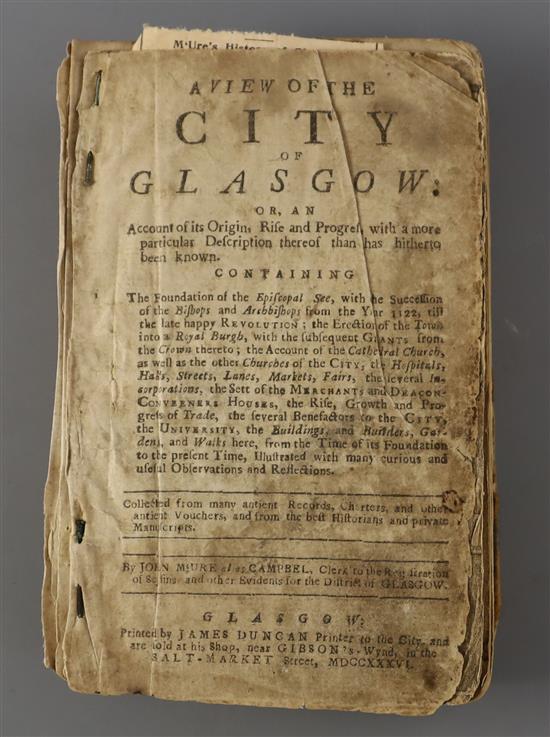 M'Ure's
A VIEW OF THE
CITY
OF
GLASGOW:
OR, AN
Account of its Origin, Rise and Progress, with a more
particular Description thereof than has hitherto
been known.
CONTAINING
The Foundation of the Episcopal See, with the Succession
of the Bishops and Archbishops from the Year 1122, till
the late happy REVOLUTION; the Erection of the Town
into a Royal Burgh, with the subsequent GRANTS from
the Crown thereto; the Account of the Cathedral Church,
as well as the other Churches of the CITY, the Hospitals,
Halls, Streets, Lanes, Markets, Fairs, the several In-
corporations, the Sett of the MERCHANTS and DEACON-
CONVEENERS HOUSES, the Rise, Growth and Pro-
gress of Trade, the several Benefactors to the CITY,
the UNIVERSITY, the Buildings, and Builders, Gar-
dens, and Walks here, from the Time of its Foundation
to the present Time, Illustrated with many curious and
useful Observations and Reflections.
Collected from many antient Records, Charters, and other
antient Vouchers, and from the best Historians and private
Manuscripts.
By JOHN M'URE alias CAMPBEL, Clerk to the Registration
of Seisins and other Evidents for the District of GLASGOW.
GLASGOW:
Printed by JAMES DUNCAN Printer to the City, and
are sold at his Shop, near GIBSON's-Wynd, in the
SALT-MARKET Street, MDCCXXXVI.